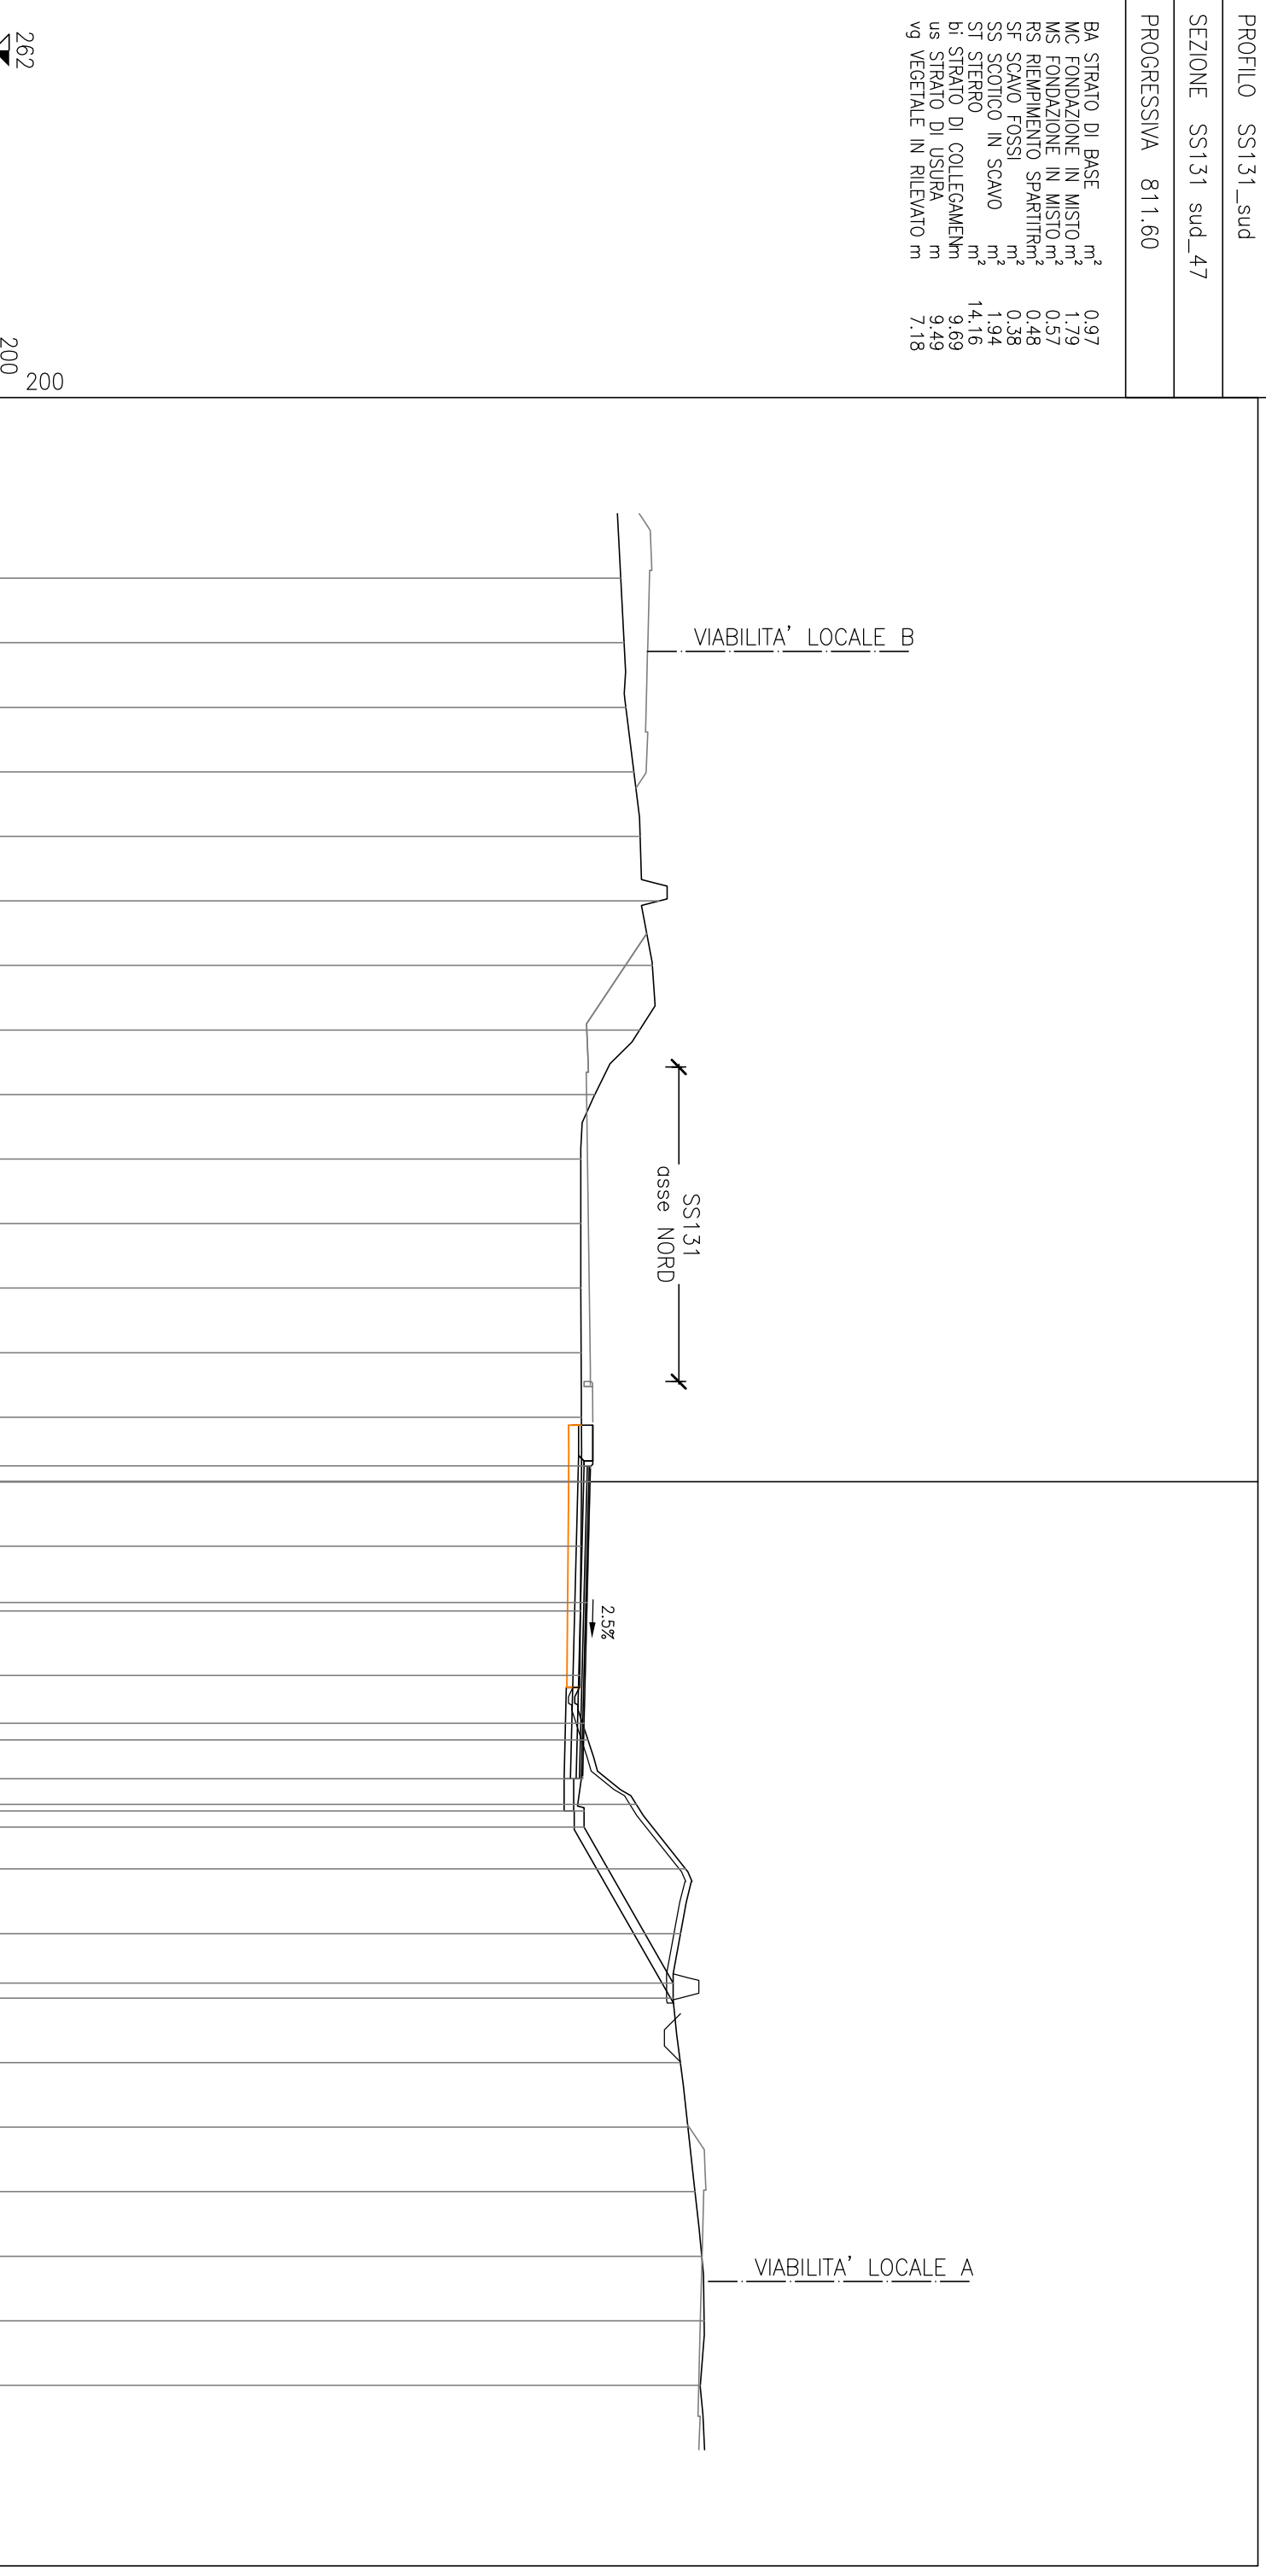 PROFILO SS131_sud
SEZIONE SS131 sud_47
PROGRESSIVA 811.60
BA STRATO DI BASE m² 0.97
MC FONDAZIONE IN MISTO m² 1.79
MS FONDAZIONE IN MISTO m² 0.57
RS RIEMPIMENTO SPARTITR m² 0.48
SF SCAVO FOSSI m² 0.38
SS SCOTICO IN SCAVO m² 1.94
ST STERRO m² 14.16
bi STRATO DI COLLEGAMEN m 9.69
us STRATO DI USURA m 9.49
vg VEGETALE IN RILEVATO m 7.18
262
200
200
VIABILITA' LOCALE B
SS131
asse NORD
2.5%
VIABILITA' LOCALE A